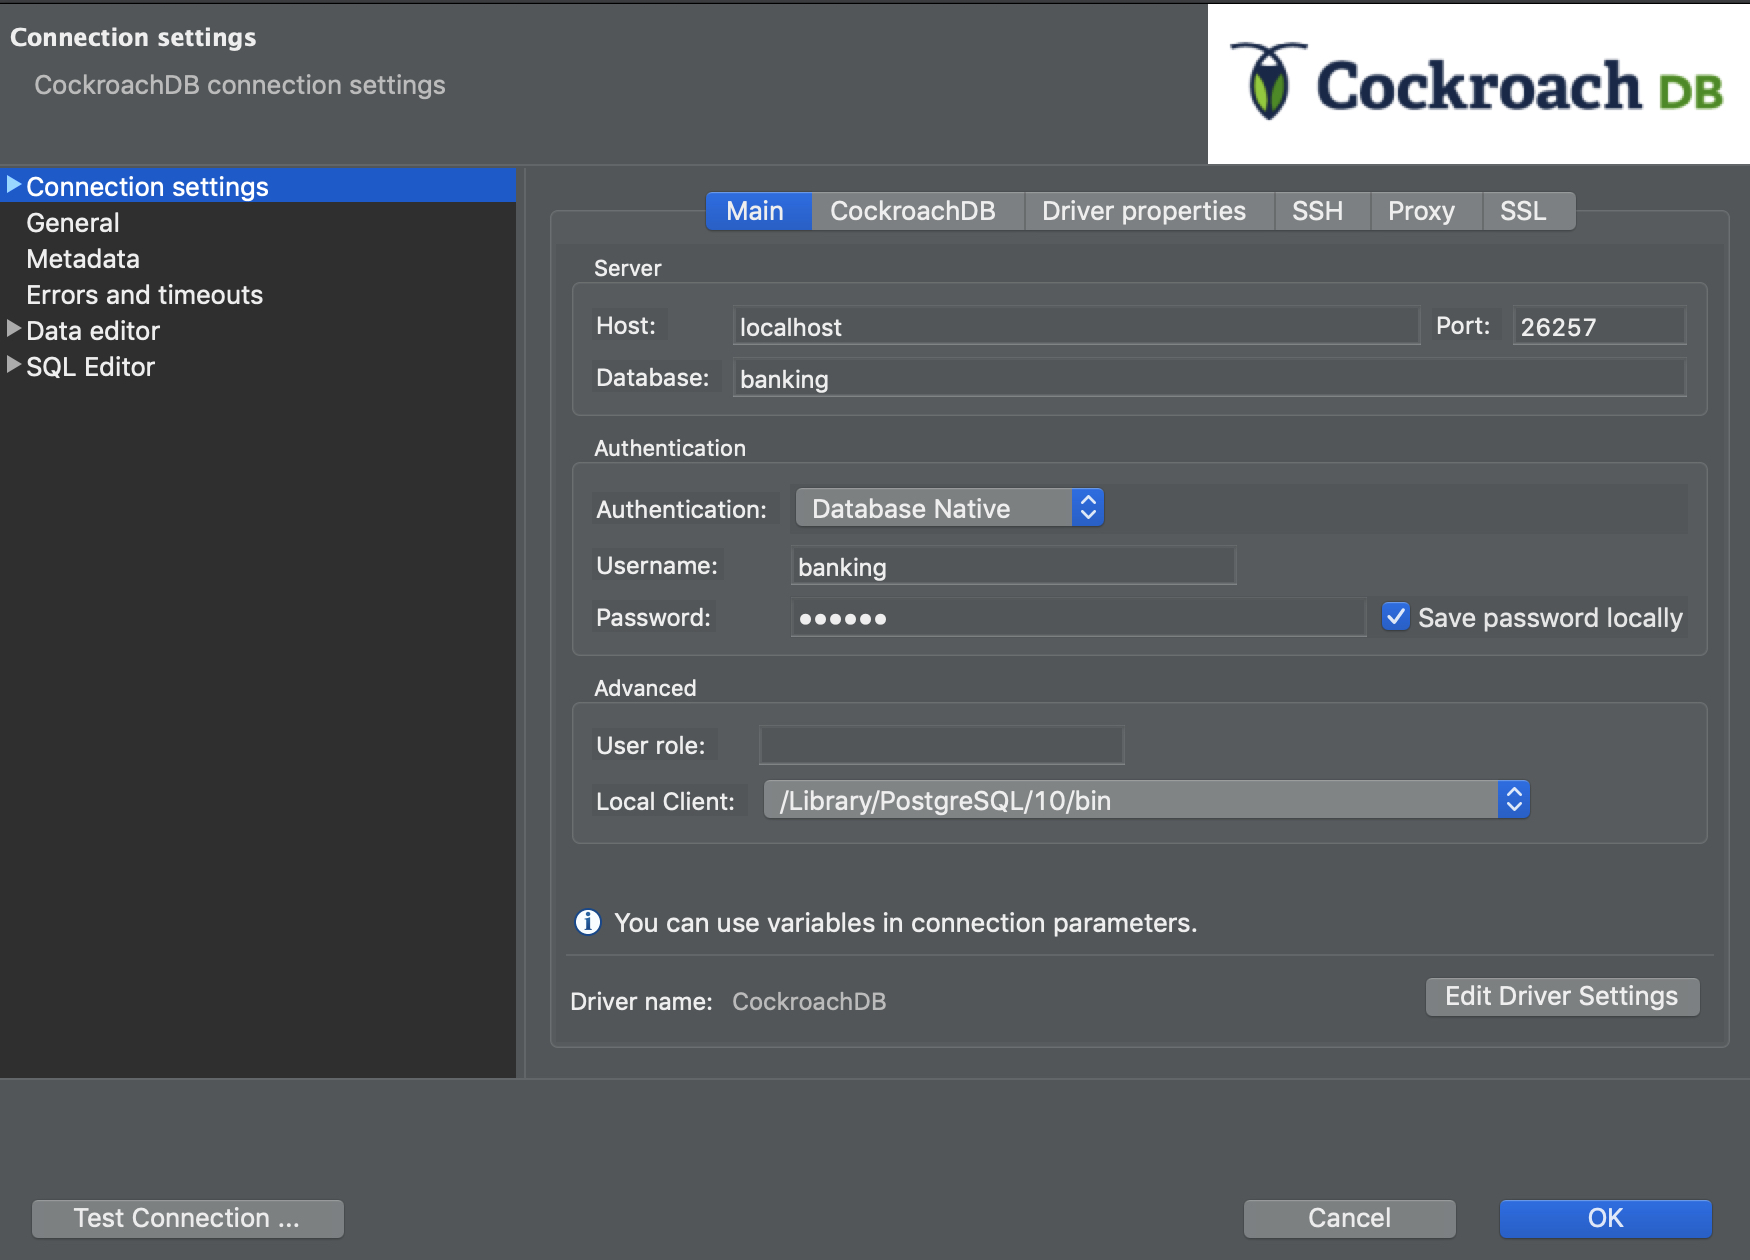 Connection settings
CockroachDB connection settings
Cockroach DB
Connection settings
General
Metadata
Errors and timeouts
Data editor
SQL Editor
Main CockroachDB Driver properties SSH Proxy SSL
Server
Host: localhost Port: 26257
Database: banking
Authentication
Authentication: Database Native
Username: banking
Password: •••••• Save password locally
Advanced
User role:
Local Client: /Library/PostgreSQL/10/bin
You can use variables in connection parameters.
Driver name: CockroachDB Edit Driver Settings
Test Connection ... Cancel OK